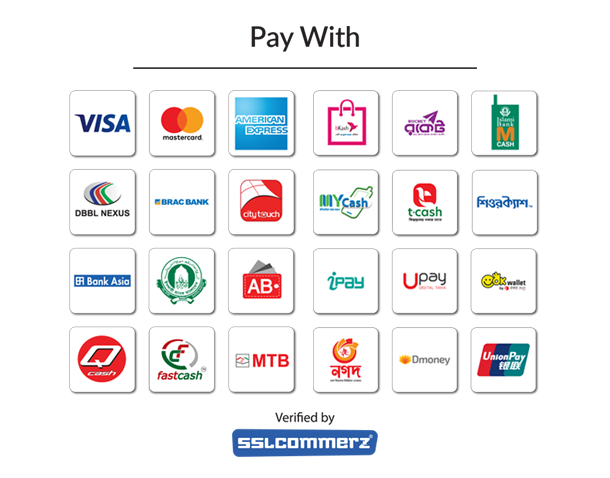 Pay With
VISA
mastercard.
AMERICAN
EXPRESS
bKash
ROCKET
রকেট
Islami
Bank
M
CASH
DBBL NEXUS
BRAC BANK
city touch
MYCash
t•cash
শিওরক্যাশ
Bank Asia
AB
iPay
Upay
OK wallet
Q
cash
fastcash
MTB
নগদ
Dmoney
UnionPay
银联
Verified by
SSLCOMMERZ